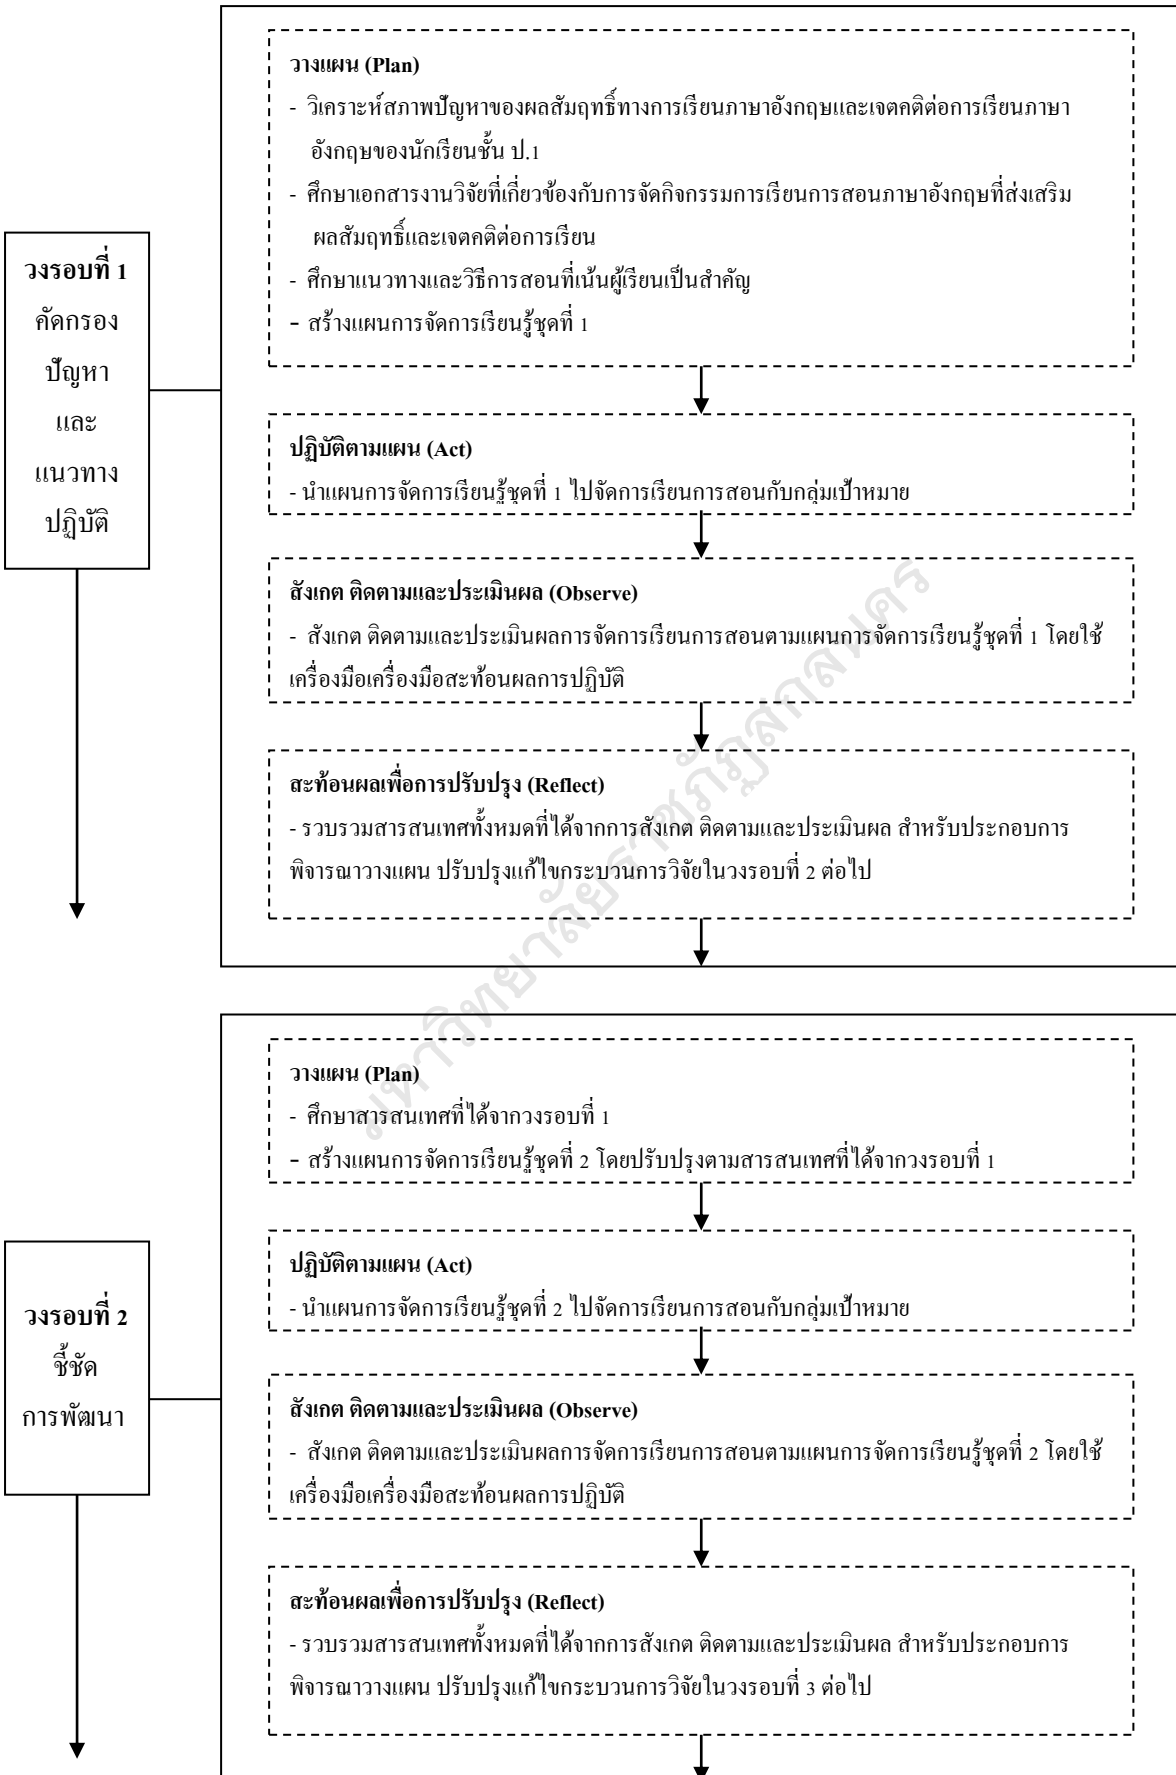 วางแผน (Plan)
- วิเคราะห์สภาพปัญหาของผลสัมฤทธิ์ทางการเรียนภาษาอังกฤษและเจตคติต่อการเรียนภาษา
อังกฤษของนักเรียนชั้น ป.1
- ศึกษาเอกสารงานวิจัยที่เกี่ยวข้องกับการจัดกิจกรรมการเรียนการสอนภาษาอังกฤษที่ส่งเสริม
ผลสัมฤทธิ์และเจตคติต่อการเรียน
- ศึกษาแนวทางและวิธีการสอนที่เน้นผู้เรียนเป็นสำคัญ
- สร้างแผนการจัดการเรียนรู้ชุดที่ 1
วงรอบที่ 1
คัดกรอง
ปัญหา
และ
แนวทาง
ปฏิบัติ
ปฏิบัติตามแผน (Act)
- นำแผนการจัดการเรียนรู้ชุดที่ 1 ไปจัดการเรียนการสอนกับกลุ่มเป้าหมาย
สังเกต ติดตามและประเมินผล (Observe)
- สังเกต ติดตามและประเมินผลการจัดการเรียนการสอนตามแผนการจัดการเรียนรู้ชุดที่ 1 โดยใช้
เครื่องมือเครื่องมือสะท้อนผลการปฏิบัติ
สะท้อนผลเพื่อการปรับปรุง (Reflect)
- รวบรวมสารสนเทศทั้งหมดที่ได้จากการสังเกต ติดตามและประเมินผล สำหรับประกอบการ
พิจารณาวางแผน ปรับปรุงแก้ไขกระบวนการวิจัยในวงรอบที่ 2 ต่อไป
มหาวิทยาลัยราชภัฏสกลนคร
วางแผน (Plan)
- ศึกษาสารสนเทศที่ได้จากวงรอบที่ 1
- สร้างแผนการจัดการเรียนรู้ชุดที่ 2 โดยปรับปรุงตามสารสนเทศที่ได้จากวงรอบที่ 1
วงรอบที่ 2
ชี้ชัด
การพัฒนา
ปฏิบัติตามแผน (Act)
- นำแผนการจัดการเรียนรู้ชุดที่ 2 ไปจัดการเรียนการสอนกับกลุ่มเป้าหมาย
สังเกต ติดตามและประเมินผล (Observe)
- สังเกต ติดตามและประเมินผลการจัดการเรียนการสอนตามแผนการจัดการเรียนรู้ชุดที่ 2 โดยใช้
เครื่องมือเครื่องมือสะท้อนผลการปฏิบัติ
สะท้อนผลเพื่อการปรับปรุง (Reflect)
- รวบรวมสารสนเทศทั้งหมดที่ได้จากการสังเกต ติดตามและประเมินผล สำหรับประกอบการ
พิจารณาวางแผน ปรับปรุงแก้ไขกระบวนการวิจัยในวงรอบที่ 3 ต่อไป